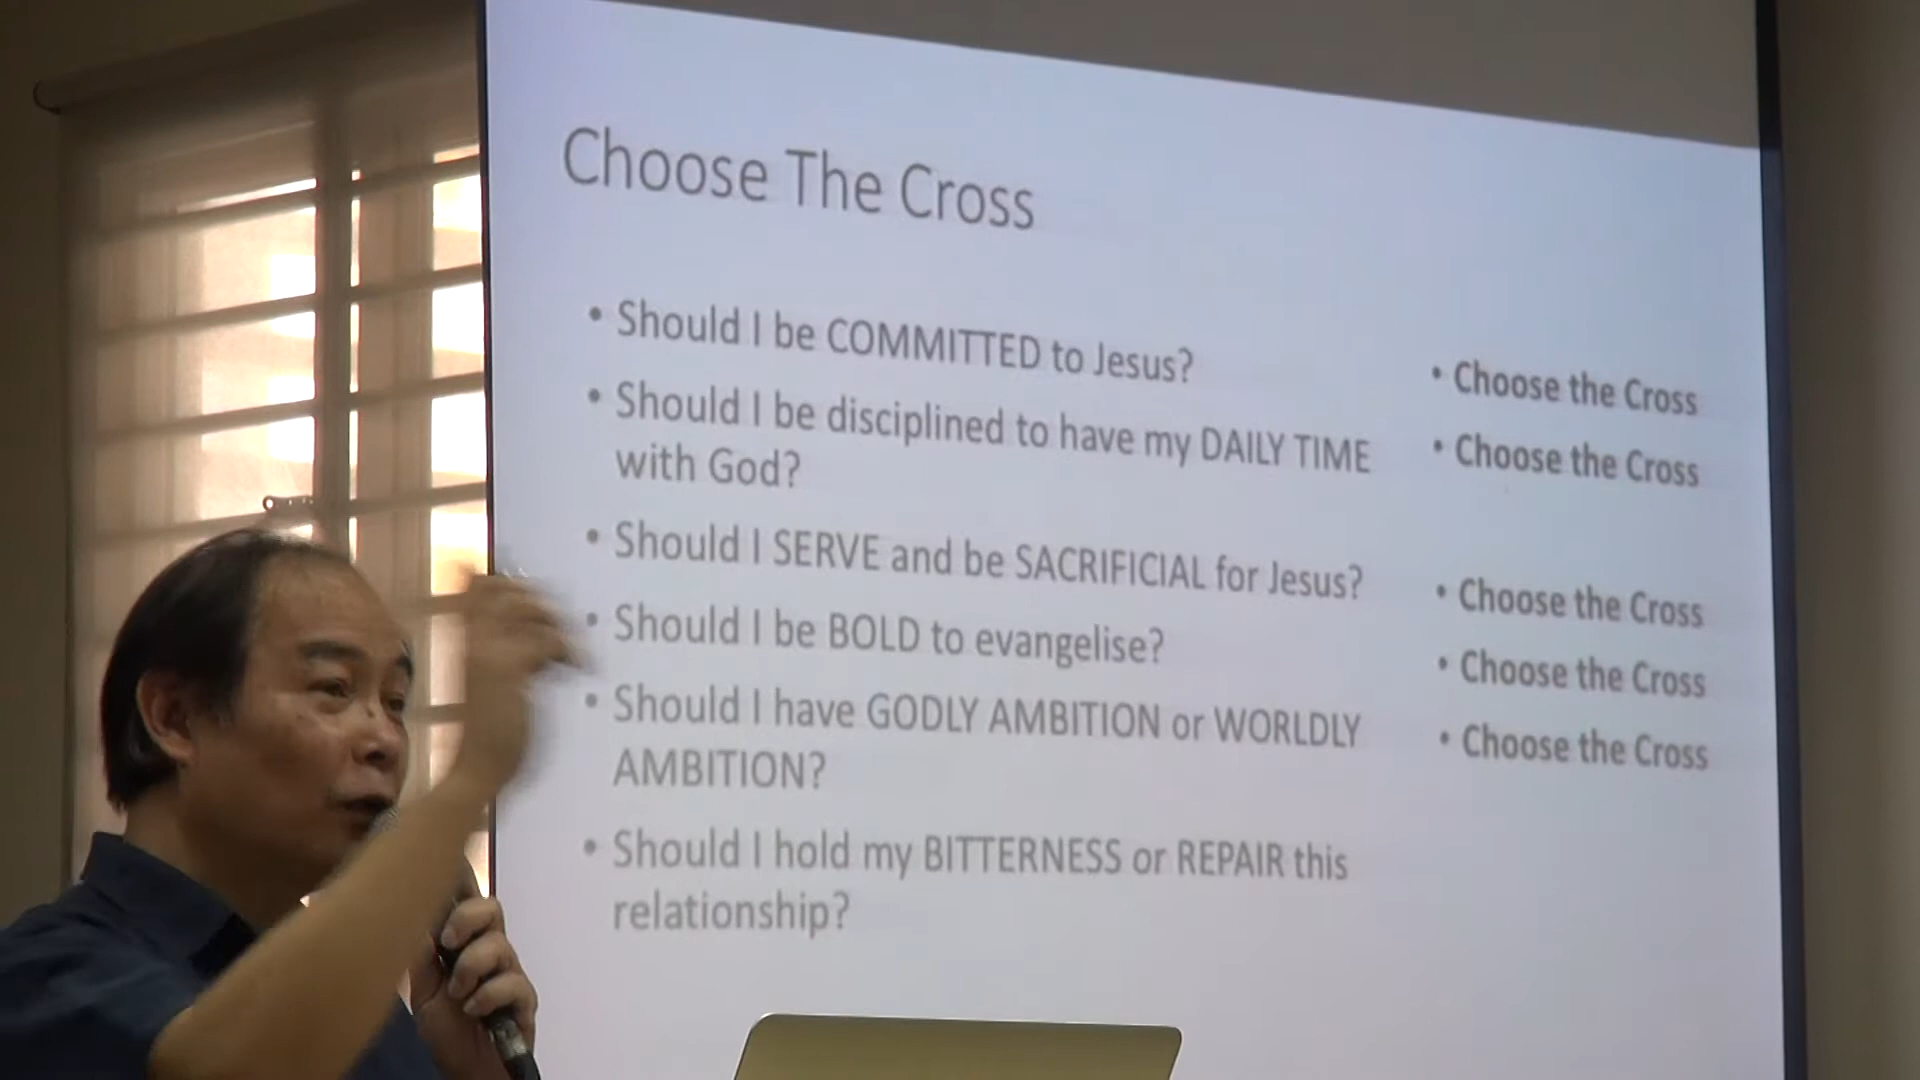 Choose The Cross
• Should I be COMMITTED to Jesus?
• Should I be disciplined to have my DAILY TIME
with God?
• Should I SERVE and be SACRIFICIAL for Jesus?
• Should I be BOLD to evangelise?
• Should I have GODLY AMBITION or WORLDLY
AMBITION?
• Should I hold my BITTERNESS or REPAIR this
relationship?
• Choose the Cross
• Choose the Cross
• Choose the Cross
• Choose the Cross
• Choose the Cross